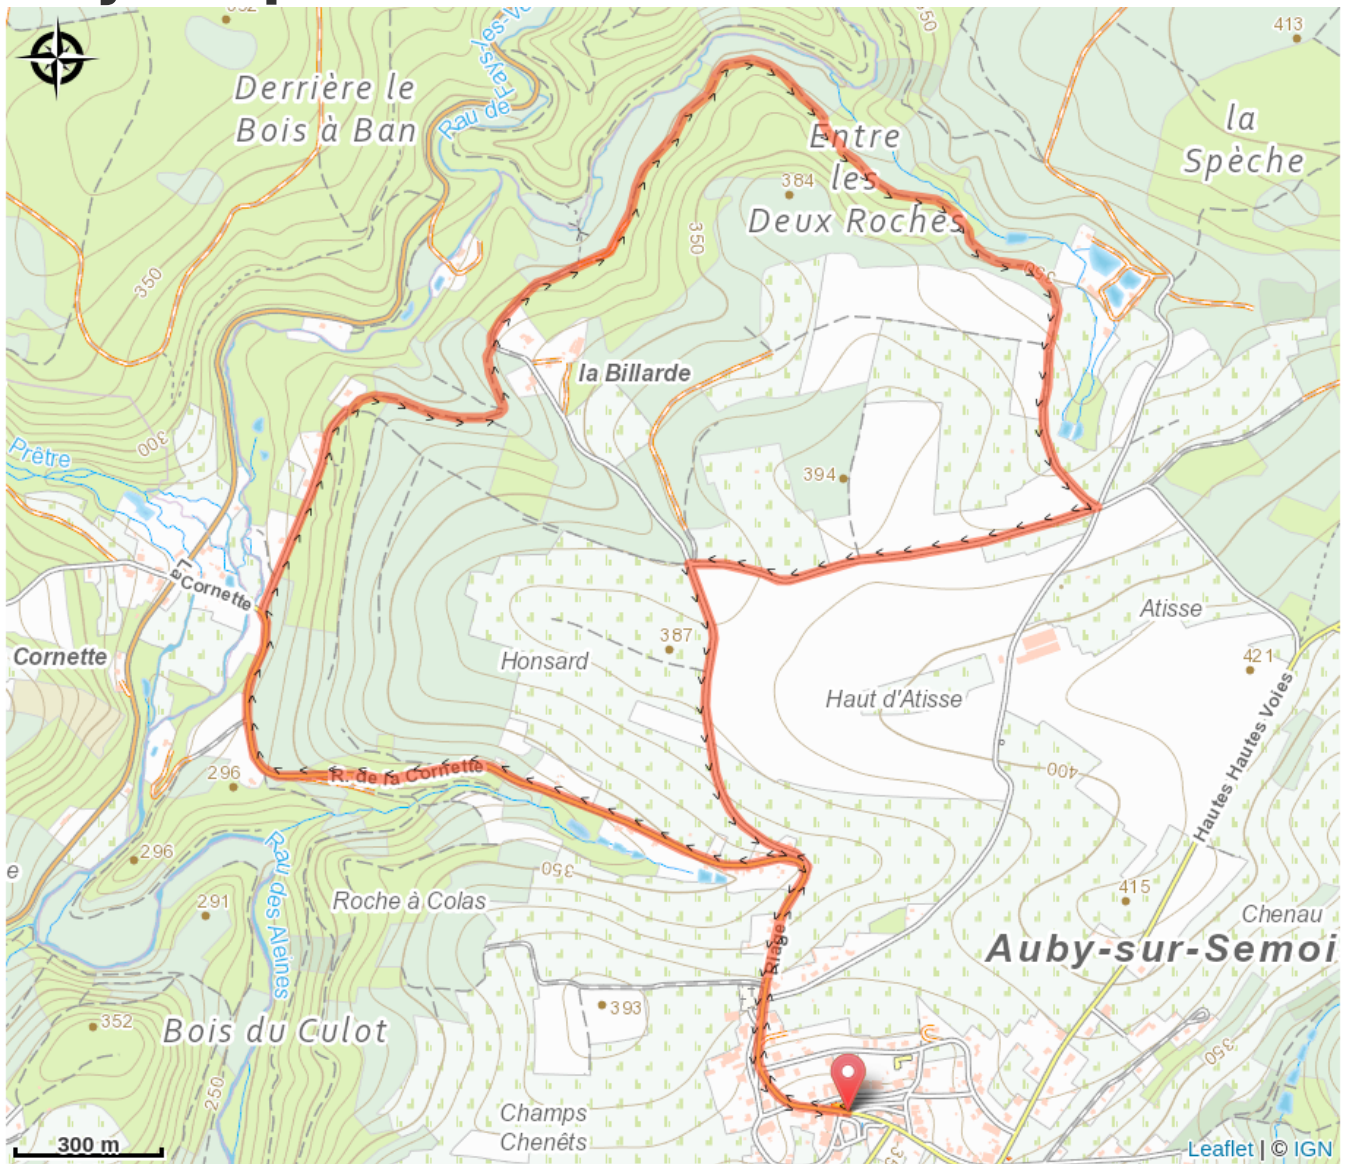 413
Rau de Fays-les-V
350
Derrière le
Bois à Ban
la
Spèche
Entre
les
Deux Roches
384
350
350
350
la Billarde
300
Prêtre
394
La Cornette
Cornette
387
Honsard
Atisse
421
Haut d'Atisse
Hautes Hautes Voies
400
R. de la Cornette
296
296
350
e
Roche à Colas
291
Rau des Aleines
415
Chenau
Auby-sur-Semoi
393
352
Bois du Culot
350
250
Champs
Chenêts
300 m
Leaflet | © IGN